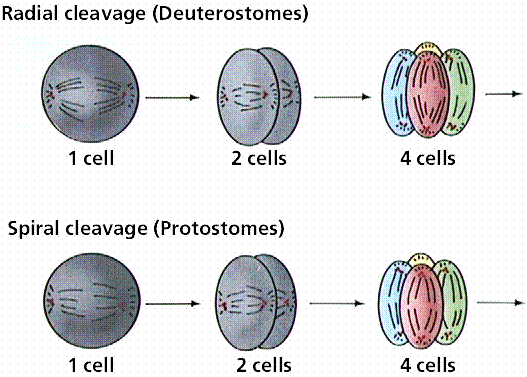 Radial cleavage (Deuterostomes)
1 cell
2 cells
4 cells
Spiral cleavage (Protostomes)
1 cell
2 cells
4 cells